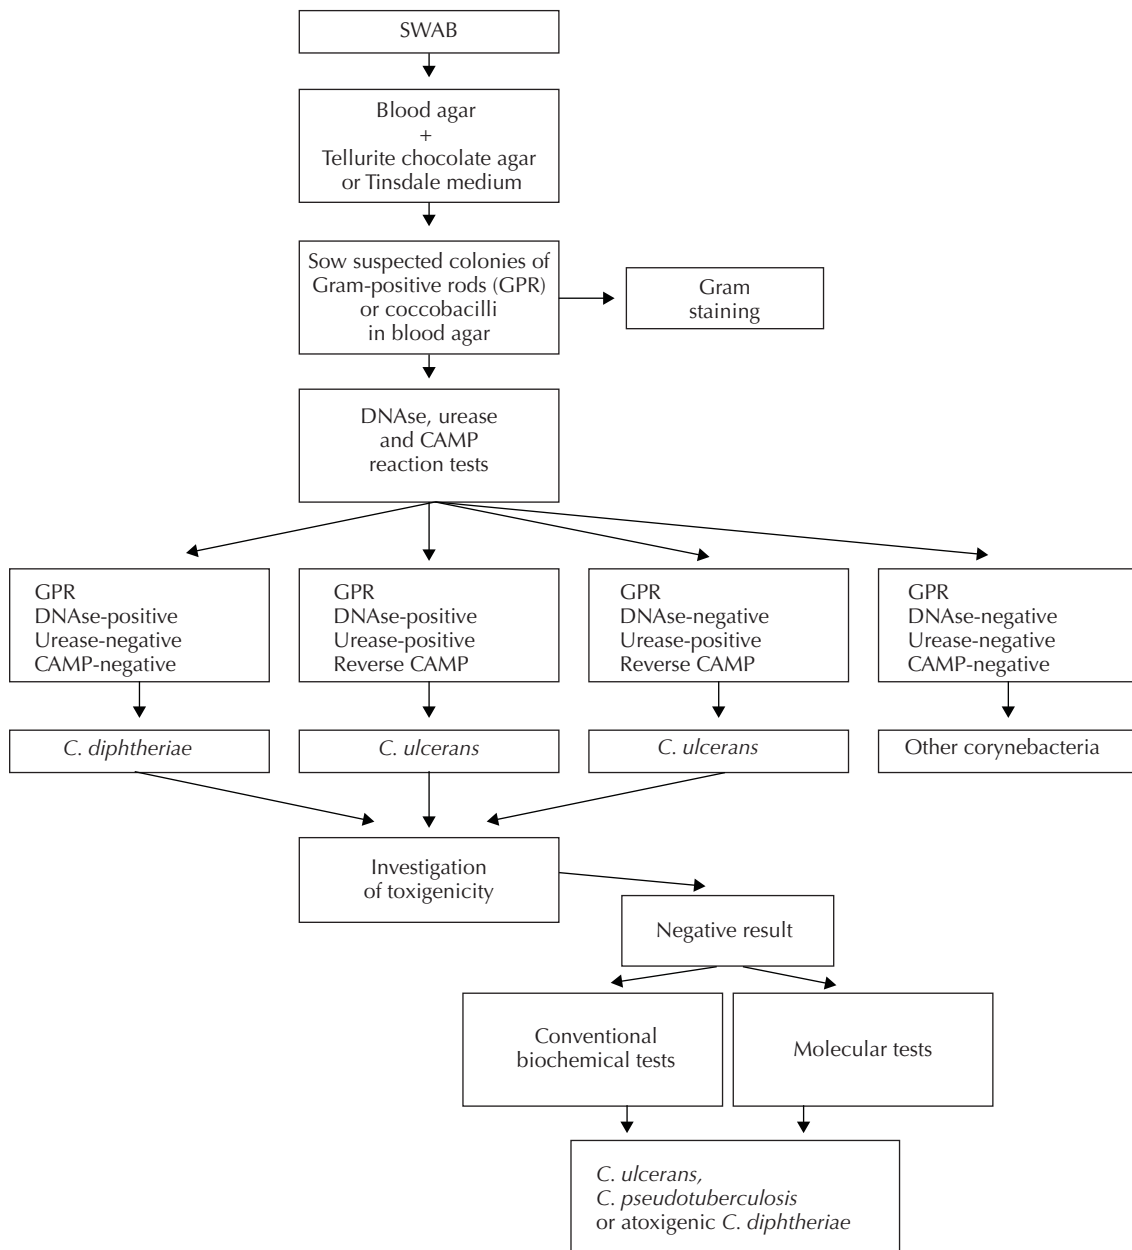 SWAB
Blood agar
+
Tellurite chocolate agar
or Tinsdale medium
Sow suspected colonies of
Gram-positive rods (GPR)
or coccobacilli
in blood agar
Gram
staining
DNAse, urease
and CAMP
reaction tests
GPR
DNAse-positive
Urease-negative
CAMP-negative
GPR
DNAse-positive
Urease-positive
Reverse CAMP
GPR
DNAse-negative
Urease-positive
Reverse CAMP
GPR
DNAse-negative
Urease-negative
CAMP-negative
C. diphtheriae
C. ulcerans
C. ulcerans
Other corynebacteria
Investigation
of toxigenicity
Negative result
Conventional
biochemical tests
Molecular tests
C. ulcerans,
C. pseudotuberculosis
or atoxigenic C. diphtheriae